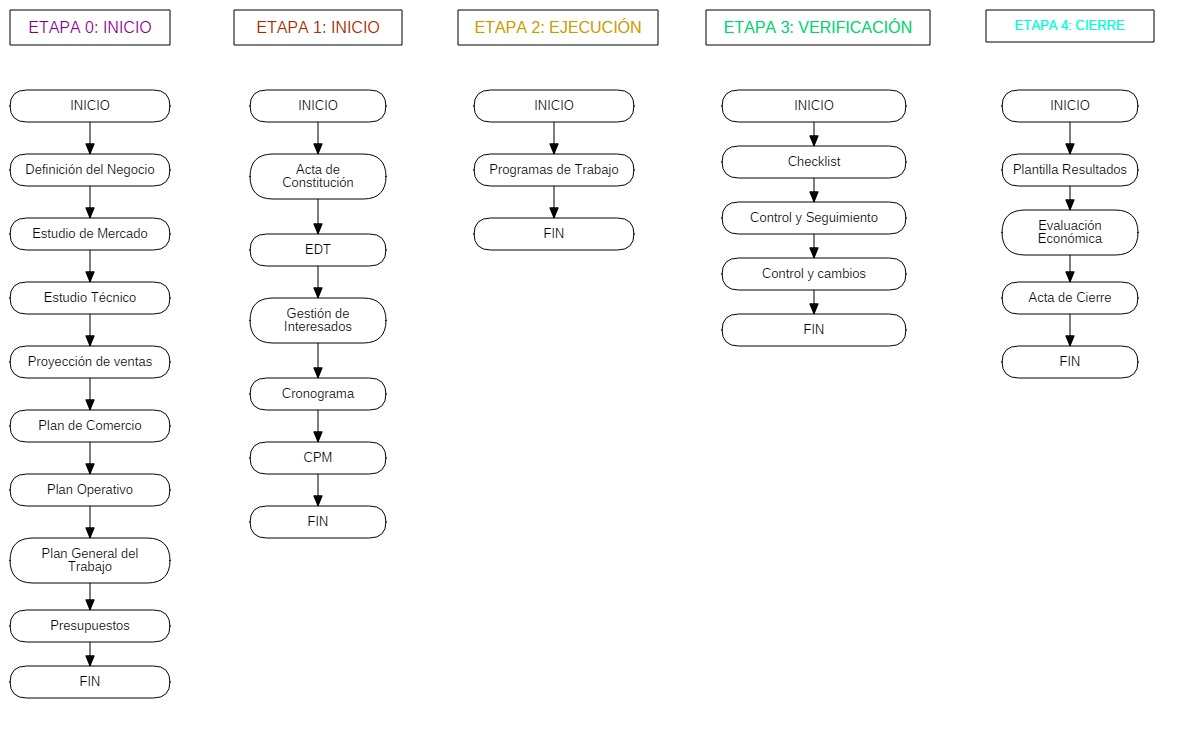 ETAPA 0: INICIO
INICIO
Definición del Negocio
Estudio de Mercado
Estudio Técnico
Proyección de ventas
Plan de Comercio
Plan Operativo
Plan General del
Trabajo
Presupuestos
FIN
ETAPA 1: INICIO
INICIO
Acta de
Constitución
EDT
Gestión de
Interesados
Cronograma
CPM
FIN
ETAPA 2: EJECUCIÓN
INICIO
Programas de Trabajo
FIN
ETAPA 3: VERIFICACIÓN
INICIO
Checklist
Control y Seguimiento
Control y cambios
FIN
ETAPA 4: CIERRE
INICIO
Plantilla Resultados
Evaluación
Económica
Acta de Cierre
FIN